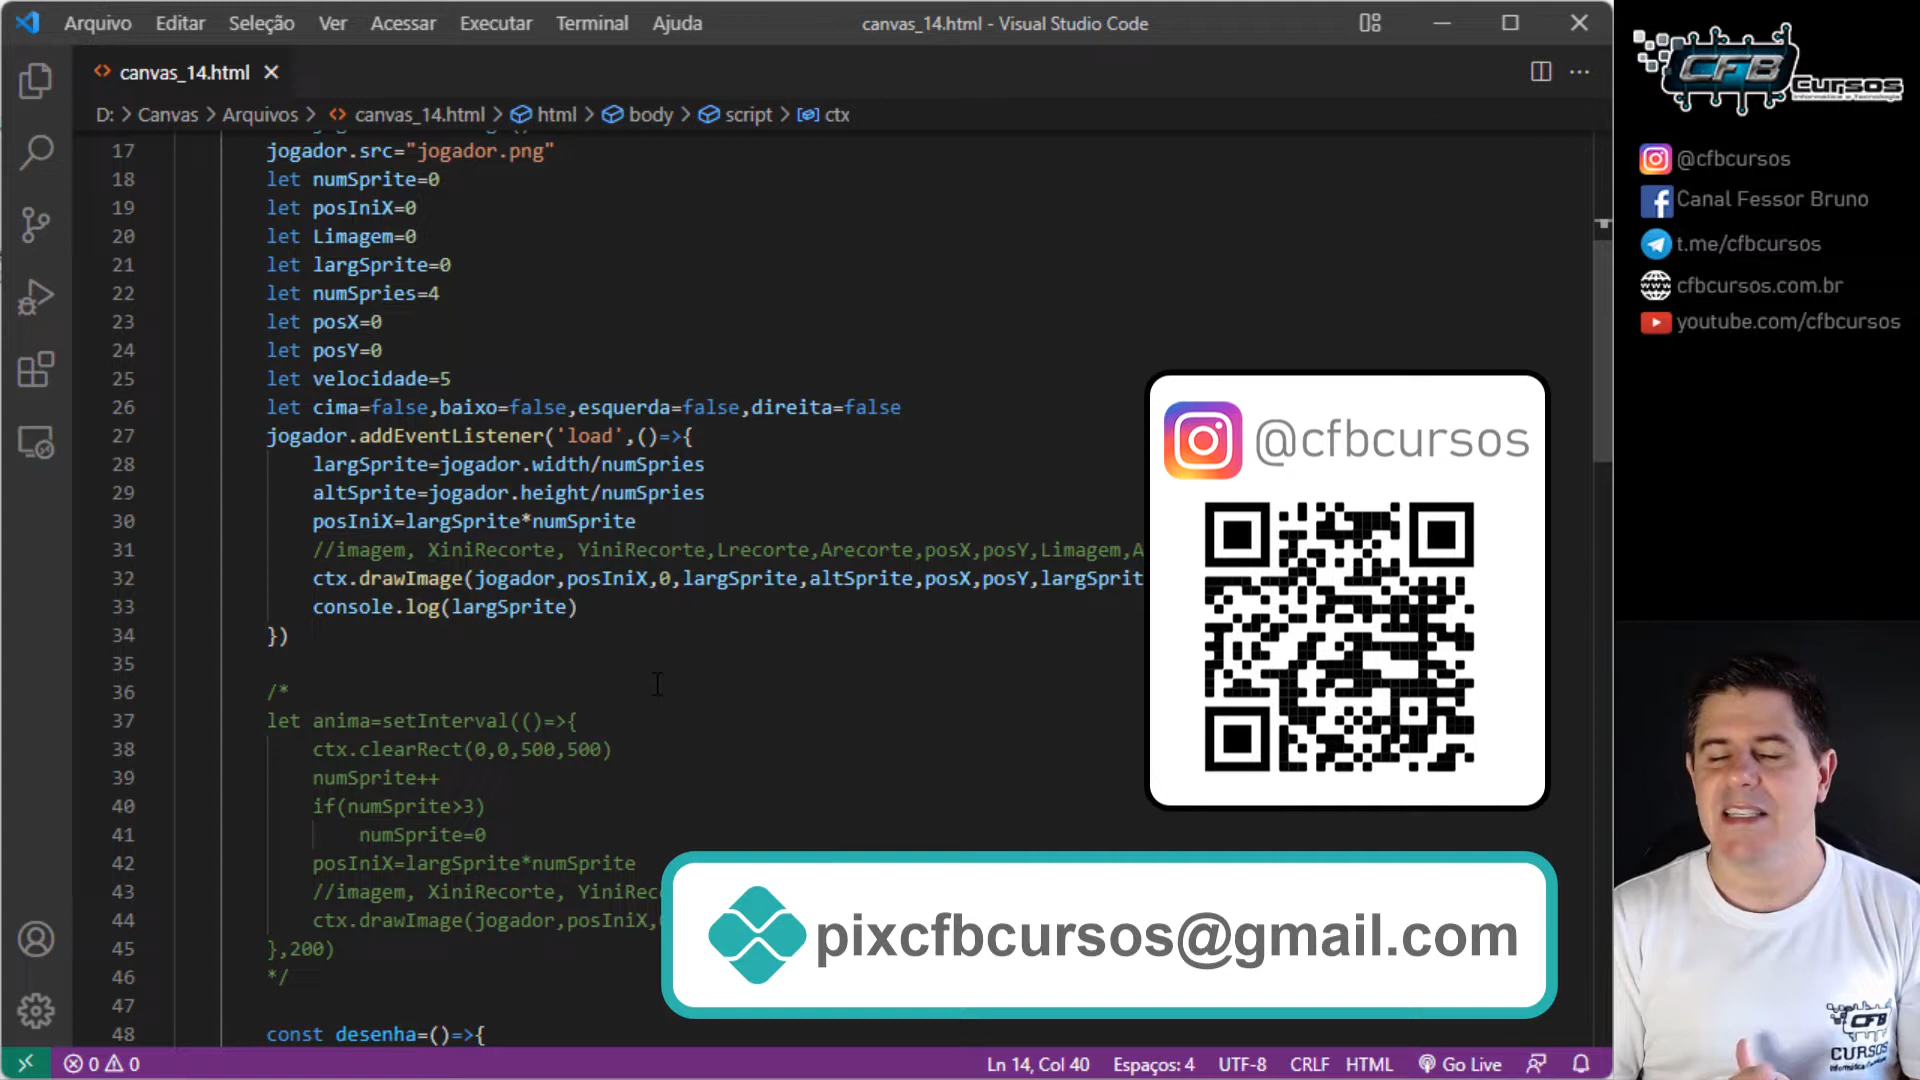 Arquivo Editar Seleção Ver Acessar Executar Terminal Ajuda canvas_14.html - Visual Studio Code
canvas_14.html
D: > Canvas > Arquivos > canvas_14.html > html > body > script > ctx
17 jogador.src="jogador.png"
18 let numSprite=0
19 let posIniX=0
20 let Limagem=0
21 let largSprite=0
22 let numSpries=4
23 let posX=0
24 let posY=0
25 let velocidade=5
26 let cima=false,baixo=false,esquerda=false,direita=false
27 jogador.addEventListener('load',()=>{
28 largSprite=jogador.width/numSpries
29 altSprite=jogador.height/numSpries
30 posIniX=largSprite*numSprite
31 //imagem, XiniRecorte, YiniRecorte,Lrecorte,Arecorte,posX,posY,Limagem,A
32 ctx.drawImage(jogador,posIniX,0,largSprite,altSprite,posX,posY,largSprit
33 console.log(largSprite)
34 })
35
36 /*
37 let anima=setInterval(()=>{
38 ctx.clearRect(0,0,500,500)
39 numSprite++
40 if(numSprite>3)
41 numSprite=0
42 posIniX=largSprite*numSprite
43 //imagem, XiniRecorte, YiniRec
44 ctx.drawImage(jogador,posIniX,
45 },200)
46 */
47
48 const desenha=()=>{
0 0 Ln 14, Col 40 Espaços: 4 UTF-8 CRLF HTML Go Live
@cfbcursos
pixcfbcursos@gmail.com
CFB Cursos
@cfbcursos
Canal Fessor Bruno
t.me/cfbcursos
cfbcursos.com.br
youtube.com/cfbcursos
CFB
CURSOS